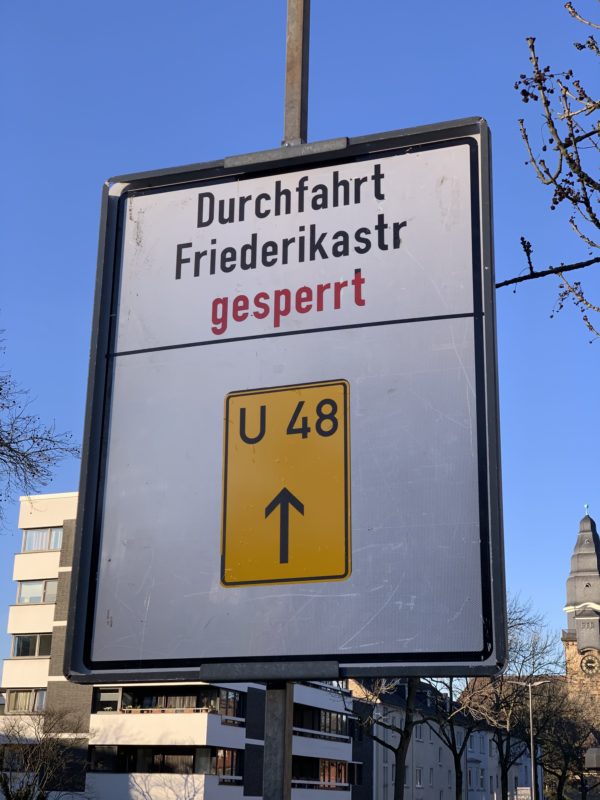 Durchfahrt
Friederikastr
gesperrt
U 48